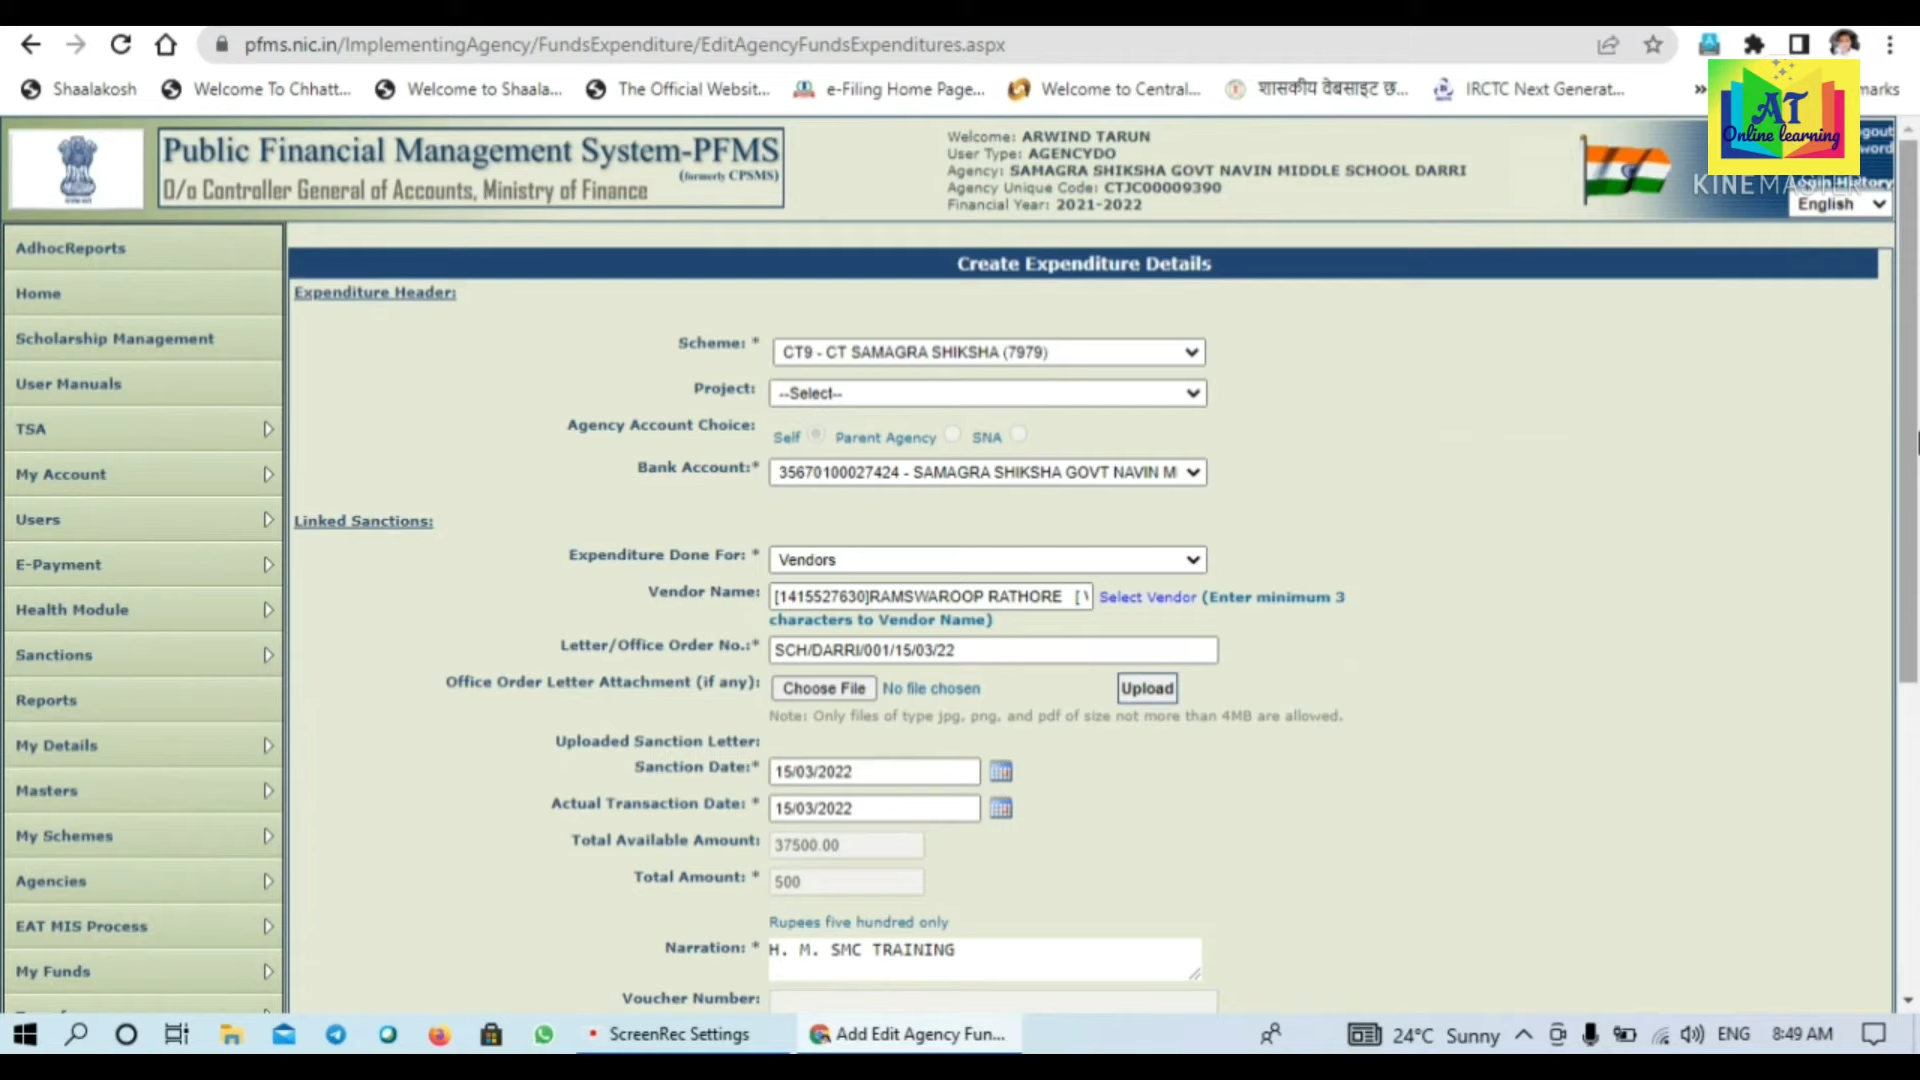 pfms.nic.in/ImplementingAgency/FundsExpenditure/EditAgencyFundsExpenditures.aspx
Shaalakosh Welcome To Chhatt... Welcome to Shaala... The Official Websit... e-Filing Home Page... Welcome to Central... शासकीय वेबसाइट छ... IRCTC Next Generat... » marks
AT
Online learning
KINEMASTER
Public Financial Management System-PFMS
(formerly CPSMS)
O/o Controller General of Accounts, Ministry of Finance
Welcome: ARWIND TARUN
User Type: AGENCYDO
Agency: SAMAGRA SHIKSHA GOVT NAVIN MIDDLE SCHOOL DARRI
Agency Unique Code: CTJC00009390
Financial Year: 2021-2022
ogout
word
Login History
English
AdhocReports
Home
Scholarship Management
User Manuals
TSA
My Account
Users
E-Payment
Health Module
Sanctions
Reports
My Details
Masters
My Schemes
Agencies
EAT MIS Process
My Funds
Create Expenditure Details
Expenditure Header:
Scheme: * CT9 - CT SAMAGRA SHIKSHA (7979)
Project: --Select--
Agency Account Choice: Self Parent Agency SNA
Bank Account:* 35670100027424 - SAMAGRA SHIKSHA GOVT NAVIN M
Linked Sanctions:
Expenditure Done For: * Vendors
Vendor Name: [1415527630]RAMSWAROOP RATHORE [ Select Vendor (Enter minimum 3
characters to Vendor Name)
Letter/Office Order No.:* SCH/DARRI/001/15/03/22
Office Order Letter Attachment (if any): Choose File No file chosen Upload
Note: Only files of type jpg, png, and pdf of size not more than 4MB are allowed.
Uploaded Sanction Letter:
Sanction Date:* 15/03/2022
Actual Transaction Date: * 15/03/2022
Total Available Amount: 37500.00
Total Amount: * 500
Rupees five hundred only
Narration: * H. M. SMC TRAINING
Voucher Number:
ScreenRec Settings Add Edit Agency Fun... 24°C Sunny ENG 8:49 AM